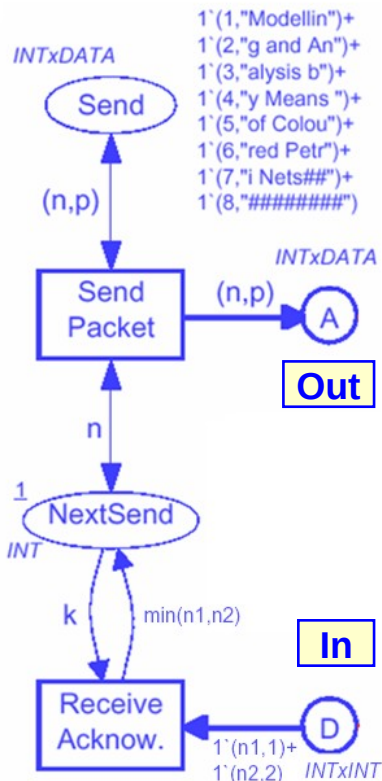 1`(1,"Modellin")+
1`(2,"g and An")+
1`(3,"alysis b")+
1`(4,"y Means ")+
1`(5,"of Colou")+
1`(6,"red Petr")+
1`(7,"i Nets##")+
1`(8,"########")
INTxDATA
Send
(n,p)
INTxDATA
Send
Packet
(n,p)
A
Out
n
1
NextSend
INT
k
min(n1,n2)
In
Receive
Acknow.
D
1`(n1,1)+
1`(n2,2)
INTxINT